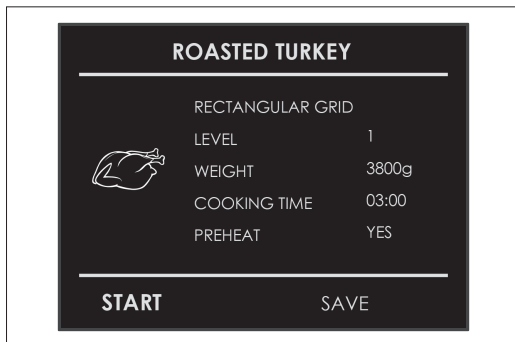 ROASTED TURKEY
RECTANGULAR GRID
LEVEL 1
WEIGHT 3800g
COOKING TIME 03:00
PREHEAT YES
START SAVE